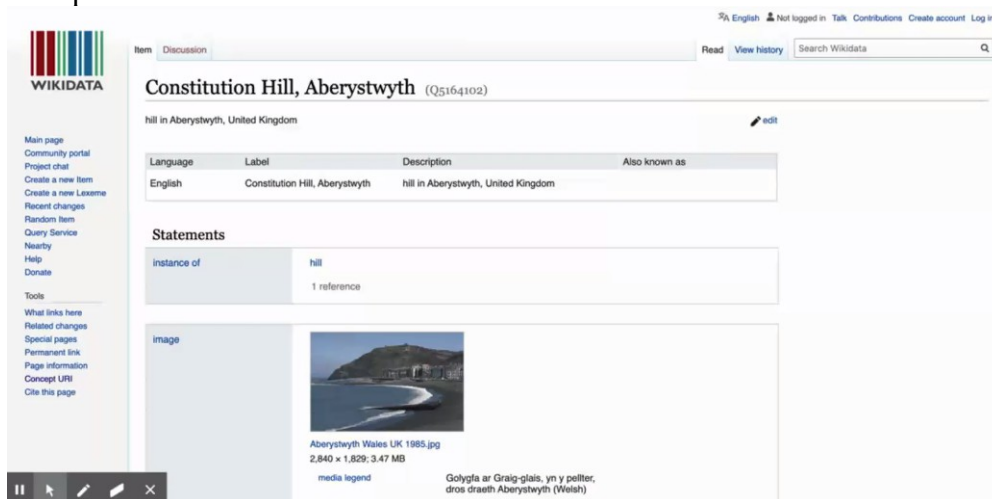 English Not logged in Talk Contributions Create account Log in
WIKIDATA
Item Discussion
Read View history Search Wikidata
Constitution Hill, Aberystwyth (Q5164102)
hill in Aberystwyth, United Kingdom
edit
Main page
Community portal
Project chat
Create a new Item
Create a new Lexeme
Recent changes
Random Item
Query Service
Nearby
Help
Donate
Tools
What links here
Related changes
Special pages
Permanent link
Page information
Concept URI
Cite this page
Language Label Description Also known as
English Constitution Hill, Aberystwyth hill in Aberystwyth, United Kingdom
Statements
instance of hill
1 reference
image
Aberystwyth Wales UK 1985.jpg
2,840 × 1,829; 3.47 MB
media legend Golygfa ar Graig-glais, yn y pellter,
dros draeth Aberystwyth (Welsh)